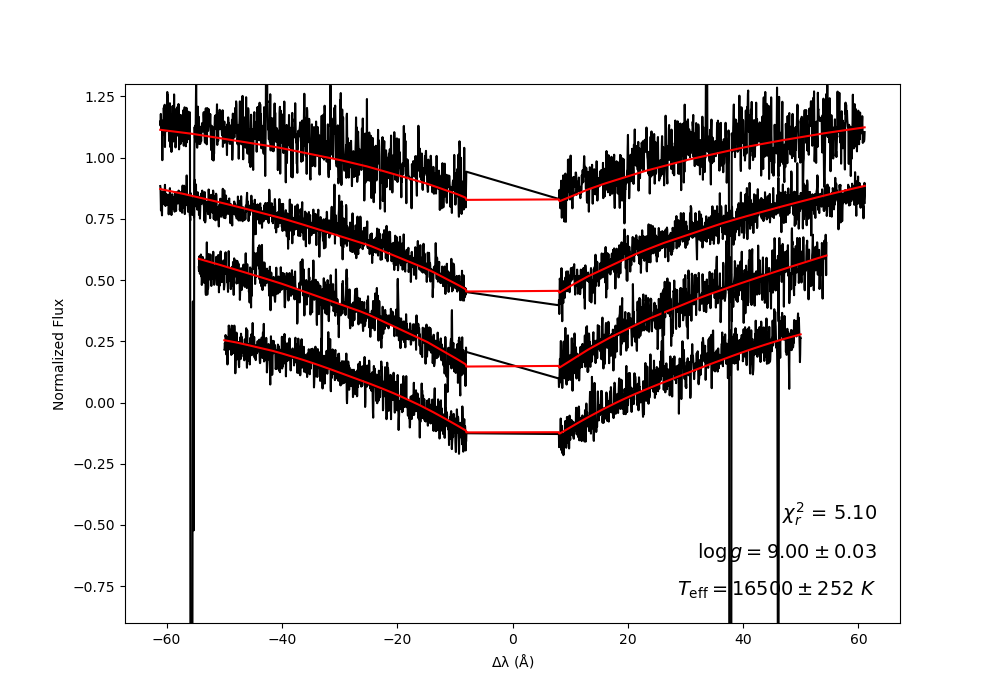 1.25
1.00
0.75
0.50
0.25
0.00
−0.25
−0.50
−0.75
Normalized Flux
χ²ᵣ = 5.10
log g = 9.00 ± 0.03
T_eff = 16500 ± 252 K
−60 −40 −20 0 20 40 60
Δλ (Å)